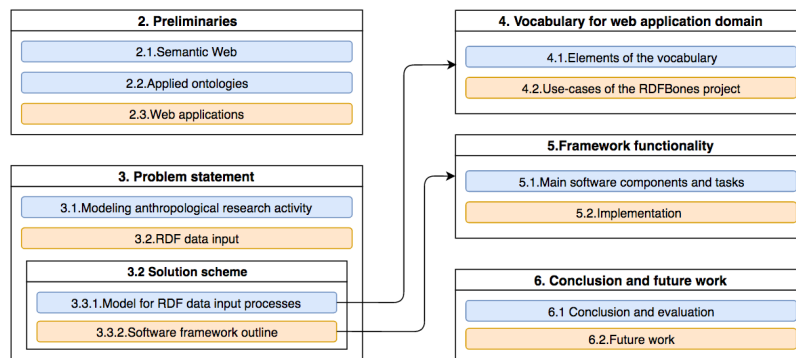 2. Preliminaries
2.1.Semantic Web
2.2.Applied ontologies
2.3.Web applications
3. Problem statement
3.1.Modeling anthropological research activity
3.2.RDF data input
3.2 Solution scheme
3.3.1.Model for RDF data input processes
3.3.2.Software framework outline
4. Vocabulary for web application domain
4.1.Elements of the vocabulary
4.2.Use-cases of the RDFBones project
5.Framework functionality
5.1.Main software components and tasks
5.2.Implementation
6. Conclusion and future work
6.1 Conclusion and evaluation
6.2.Future work